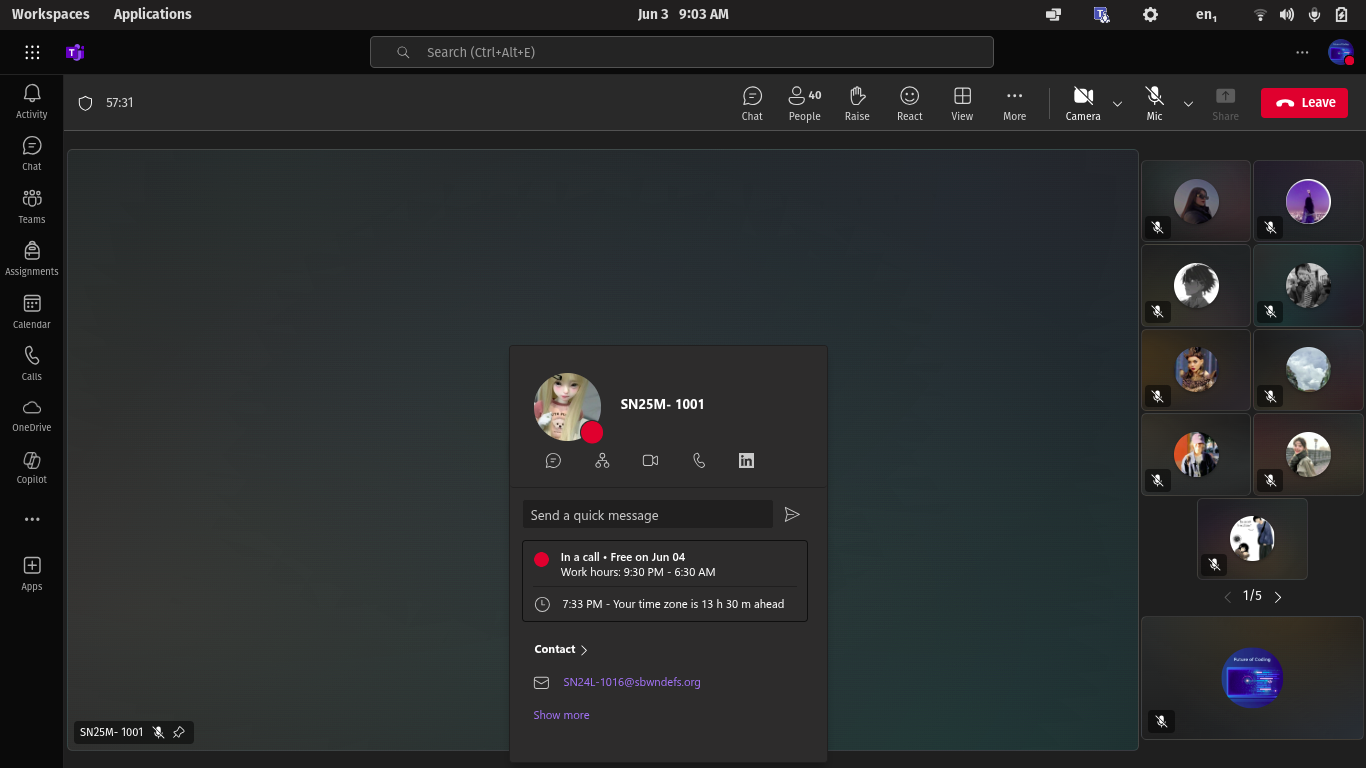 Workspaces Applications Jun 3 9:03 AM en₁
Search (Ctrl+Alt+E)
57:31
40
Chat People Raise React View More Camera Mic Share Leave
Activity
Chat
Teams
Assignments
Calendar
Calls
OneDrive
Copilot
Apps
SN25M- 1001
Send a quick message
In a call • Free on Jun 04
Work hours: 9:30 PM - 6:30 AM
7:33 PM - Your time zone is 13 h 30 m ahead
Contact
SN24L-1016@sbwndefs.org
Show more
SN25M- 1001
1/5
Future of Coding